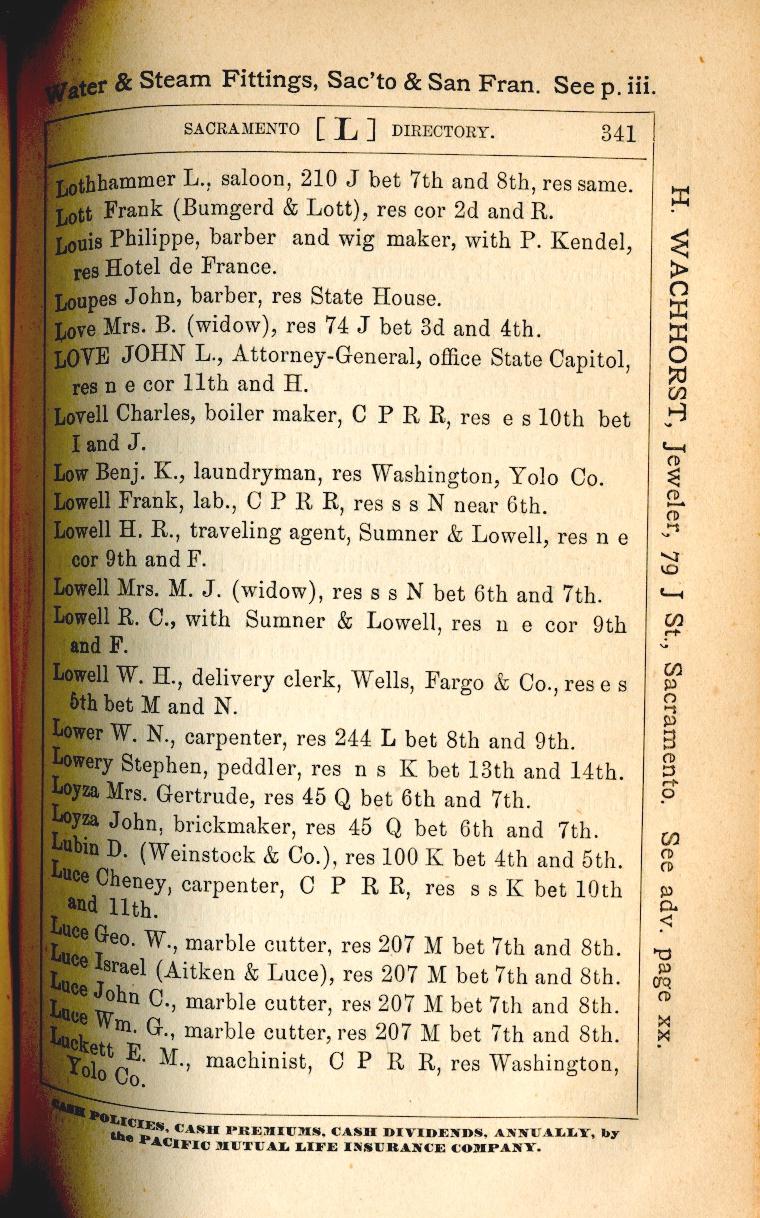 Water & Steam Fittings, Sac'to & San Fran. See p. iii.
SACRAMENTO [ L ] DIRECTORY. 341
Lothhammer L., saloon, 210 J bet 7th and 8th, res same.
Lott Frank (Bumgerd & Lott), res cor 2d and R.
Louis Philippe, barber and wig maker, with P. Kendel,
res Hotel de France.
Loupes John, barber, res State House.
Love Mrs. B. (widow), res 74 J bet 3d and 4th.
LOVE JOHN L., Attorney-General, office State Capitol,
res n e cor 11th and H.
Lovell Charles, boiler maker, C P R R, res e s 10th bet
I and J.
Low Benj. K., laundryman, res Washington, Yolo Co.
Lowell Frank, lab., C P R R, res s s N near 6th.
Lowell H. R., traveling agent, Sumner & Lowell, res n e
cor 9th and F.
Lowell Mrs. M. J. (widow), res s s N bet 6th and 7th.
Lowell R. C., with Sumner & Lowell, res n e cor 9th
and F.
Lowell W. H., delivery clerk, Wells, Fargo & Co., res e s
5th bet M and N.
Lower W. N., carpenter, res 244 L bet 8th and 9th.
Lowery Stephen, peddler, res n s K bet 13th and 14th.
Loyza Mrs. Gertrude, res 45 Q bet 6th and 7th.
Loyza John, brickmaker, res 45 Q bet 6th and 7th.
Lubin D. (Weinstock & Co.), res 100 K bet 4th and 5th.
Luce Cheney, carpenter, C P R R, res s s K bet 10th
and 11th.
Luce Geo. W., marble cutter, res 207 M bet 7th and 8th.
Luce Israel (Aitken & Luce), res 207 M bet 7th and 8th.
Luce John C., marble cutter, res 207 M bet 7th and 8th.
Luce Wm. G., marble cutter, res 207 M bet 7th and 8th.
Luckett E. M., machinist, C P R R, res Washington,
Yolo Co.
CASH POLICIES, CASH PREMIUMS, CASH DIVIDENDS, ANNUALLY, by
the PACIFIC MUTUAL LIFE INSURANCE COMPANY.
H. WACHHORST, Jeweler, 79 J St., Sacramento. See adv. page xx.